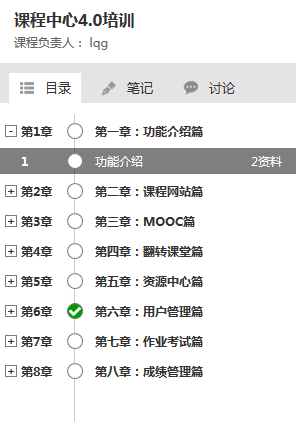 课程中心4.0培训
课程负责人： lqg
目录 笔记 讨论
第1章 第一章：功能介绍篇
1 功能介绍 2资料
第2章 第二章：课程网站篇
第3章 第三章：MOOC篇
第4章 第四章：翻转课堂篇
第5章 第五章：资源中心篇
第6章 第六章：用户管理篇
第7章 第七章：作业考试篇
第8章 第八章：成绩管理篇